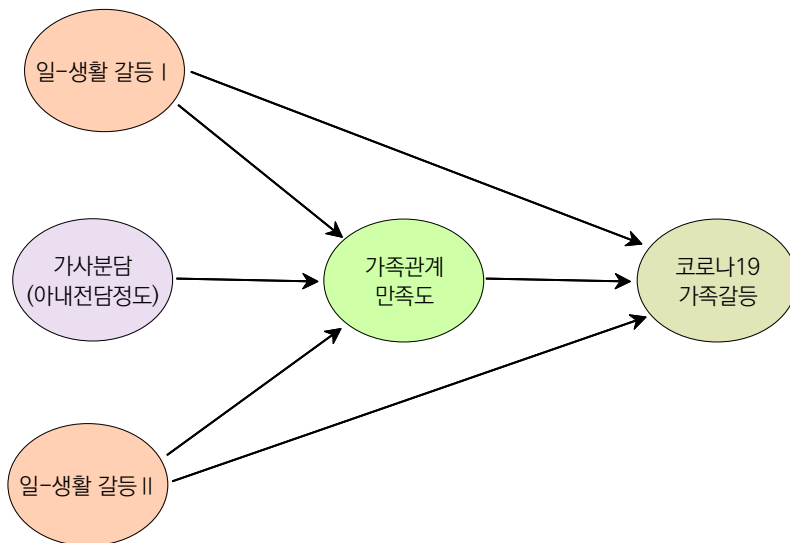 일-생활 갈등 Ⅰ
가사분담
(아내전담정도)
가족관계
만족도
코로나19
가족갈등
일-생활 갈등 Ⅱ